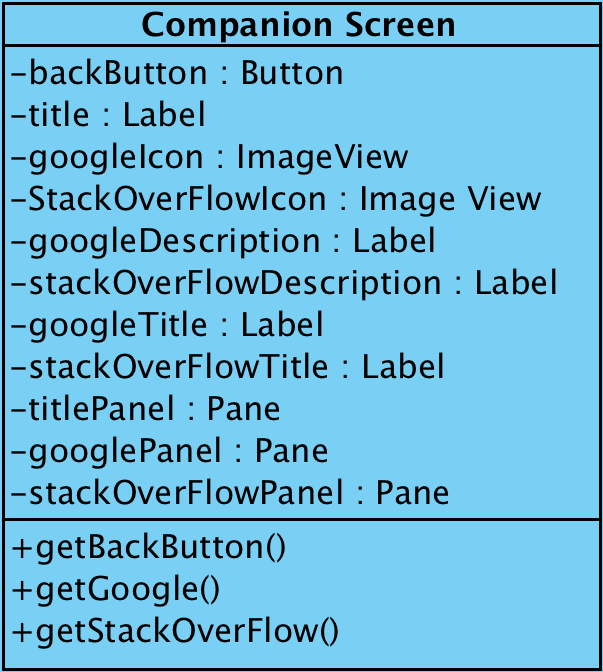 Companion Screen
-backButton : Button
-title : Label
-googleIcon : ImageView
-StackOverFlowIcon : Image View
-googleDescription : Label
-stackOverFlowDescription : Label
-googleTitle : Label
-stackOverFlowTitle : Label
-titlePanel : Pane
-googlePanel : Pane
-stackOverFlowPanel : Pane
+getBackButton()
+getGoogle()
+getStackOverFlow()